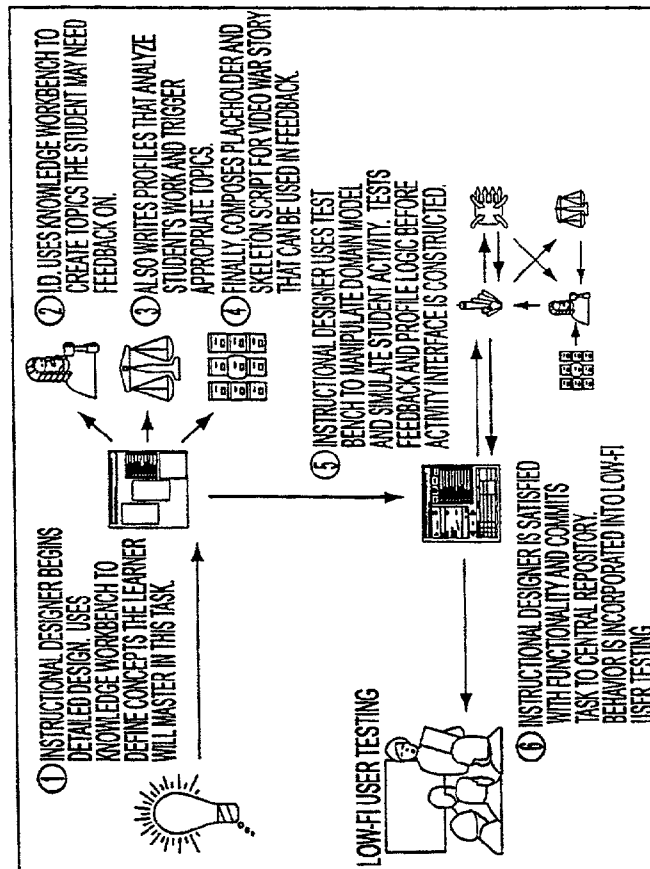 ① INSTRUCTIONAL DESIGNER BEGINS
DETAILED DESIGN. USES
KNOWLEDGE WORKBENCH TO
DEFINE CONCEPTS THE LEARNER
WILL MASTER IN THIS TASK.
② I.D. USES KNOWLEDGE WORKBENCH TO
CREATE TOPICS THE STUDENT MAY NEED
FEEDBACK ON.
③ ALSO WRITES PROFILES THAT ANALYZE
STUDENTS WORK AND TRIGGER
APPROPRIATE TOPICS.
④ FINALLY, COMPOSES PLACEHOLDER AND
SKELETON SCRIPT FOR VIDEO WAR STORY
THAT CAN BE USED IN FEEDBACK.
⑤ INSTRUCTIONAL DESIGNER USES TEST
BENCH TO MANIPULATE DOMAIN MODEL
AND SIMULATE STUDENT ACTIVITY. TESTS
FEEDBACK AND PROFILE LOGIC BEFORE
ACTIVITY INTERFACE IS CONSTRUCTED.
LOW-FI USER TESTING
⑥ INSTRUCTIONAL DESIGNER IS SATISFIED
WITH FUNCTIONALITY AND COMMITS
TASK TO CENTRAL REPOSITORY.
BEHAVIOR IS INCORPORATED INTO LOW-FI
USER TESTING